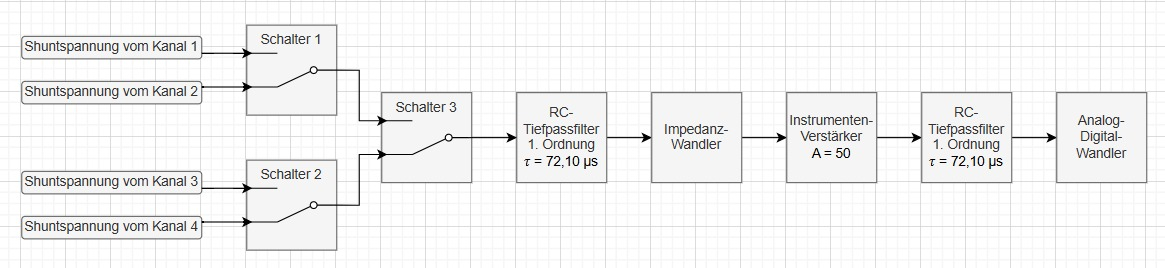 Shuntspannung vom Kanal 1
Shuntspannung vom Kanal 2
Schalter 1
Shuntspannung vom Kanal 3
Shuntspannung vom Kanal 4
Schalter 2
Schalter 3
RC-
Tiefpassfilter
1. Ordnung
τ = 72,10 µs
Impedanz-
Wandler
Instrumenten-
Verstärker
A = 50
RC-
Tiefpassfilter
1. Ordnung
τ = 72,10 µs
Analog-
Digital-
Wandler